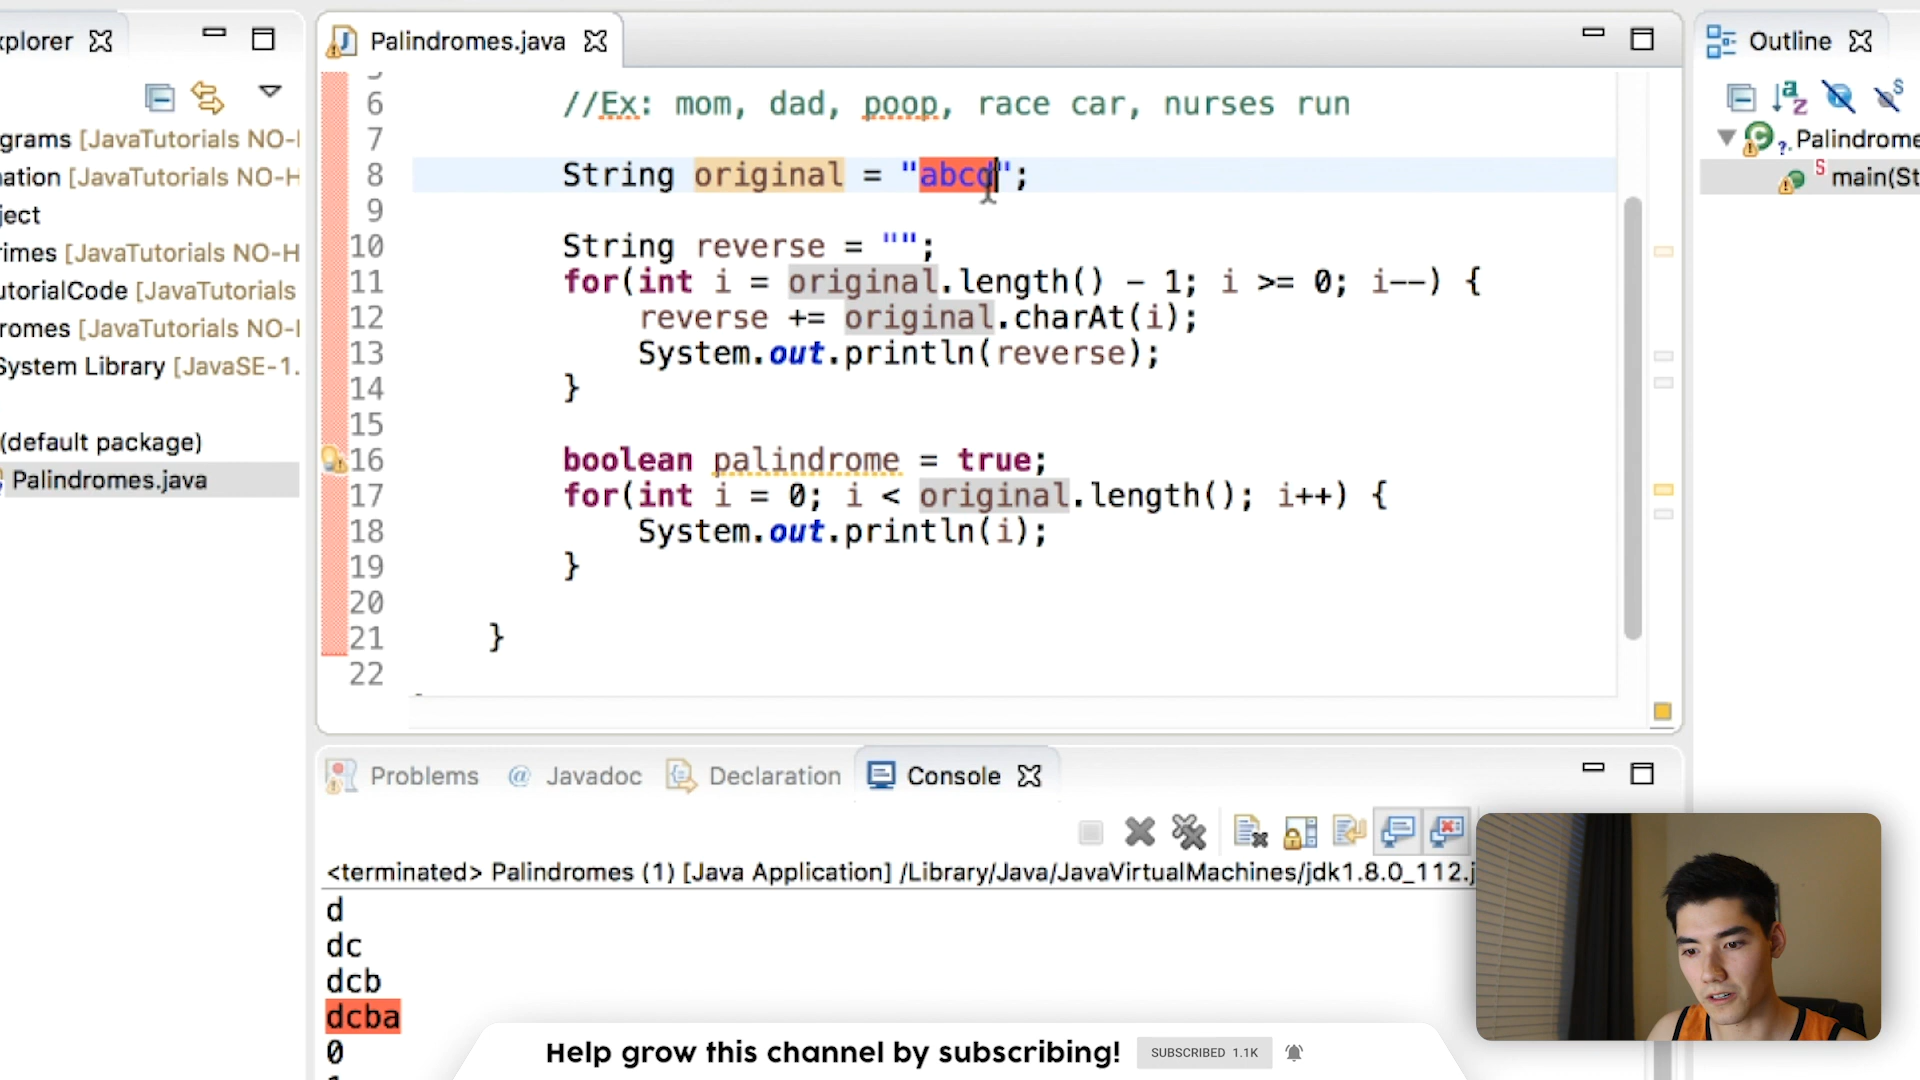 xplorer
Palindromes.java
Outline
grams [JavaTutorials NO-
ation [JavaTutorials NO-H
ject
rimes [JavaTutorials NO-H
utorialCode [JavaTutorials
romes [JavaTutorials NO-
System Library [JavaSE-1.
(default package)
Palindromes.java
6 //Ex: mom, dad, poop, race car, nurses run
7
8 String original = "abcd";
9
10 String reverse = "";
11 for(int i = original.length() - 1; i >= 0; i--) {
12 reverse += original.charAt(i);
13 System.out.println(reverse);
14 }
15
16 boolean palindrome = true;
17 for(int i = 0; i < original.length(); i++) {
18 System.out.println(i);
19 }
20
21 }
22
Palindrome
main(St
Problems @ Javadoc Declaration Console
<terminated> Palindromes (1) [Java Application] /Library/Java/JavaVirtualMachines/jdk1.8.0_112.j
d
dc
dcb
dcba
0
Help grow this channel by subscribing!
SUBSCRIBED 1.1K